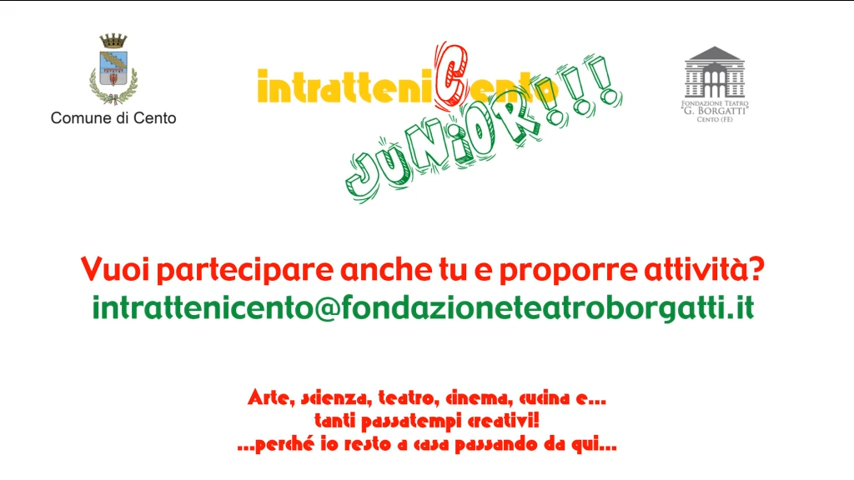 Comune di Cento
intratteniCento
JUNiOR!!!
FONDAZIONE TEATRO
"G. BORGATTI"
CENTO (FE)
Vuoi partecipare anche tu e proporre attività?
intrattenicento@fondazioneteatroborgatti.it
Arte, scienza, teatro, cinema, cucina e...
tanti passatempi creativi!
...perché io resto a casa passando da qui...